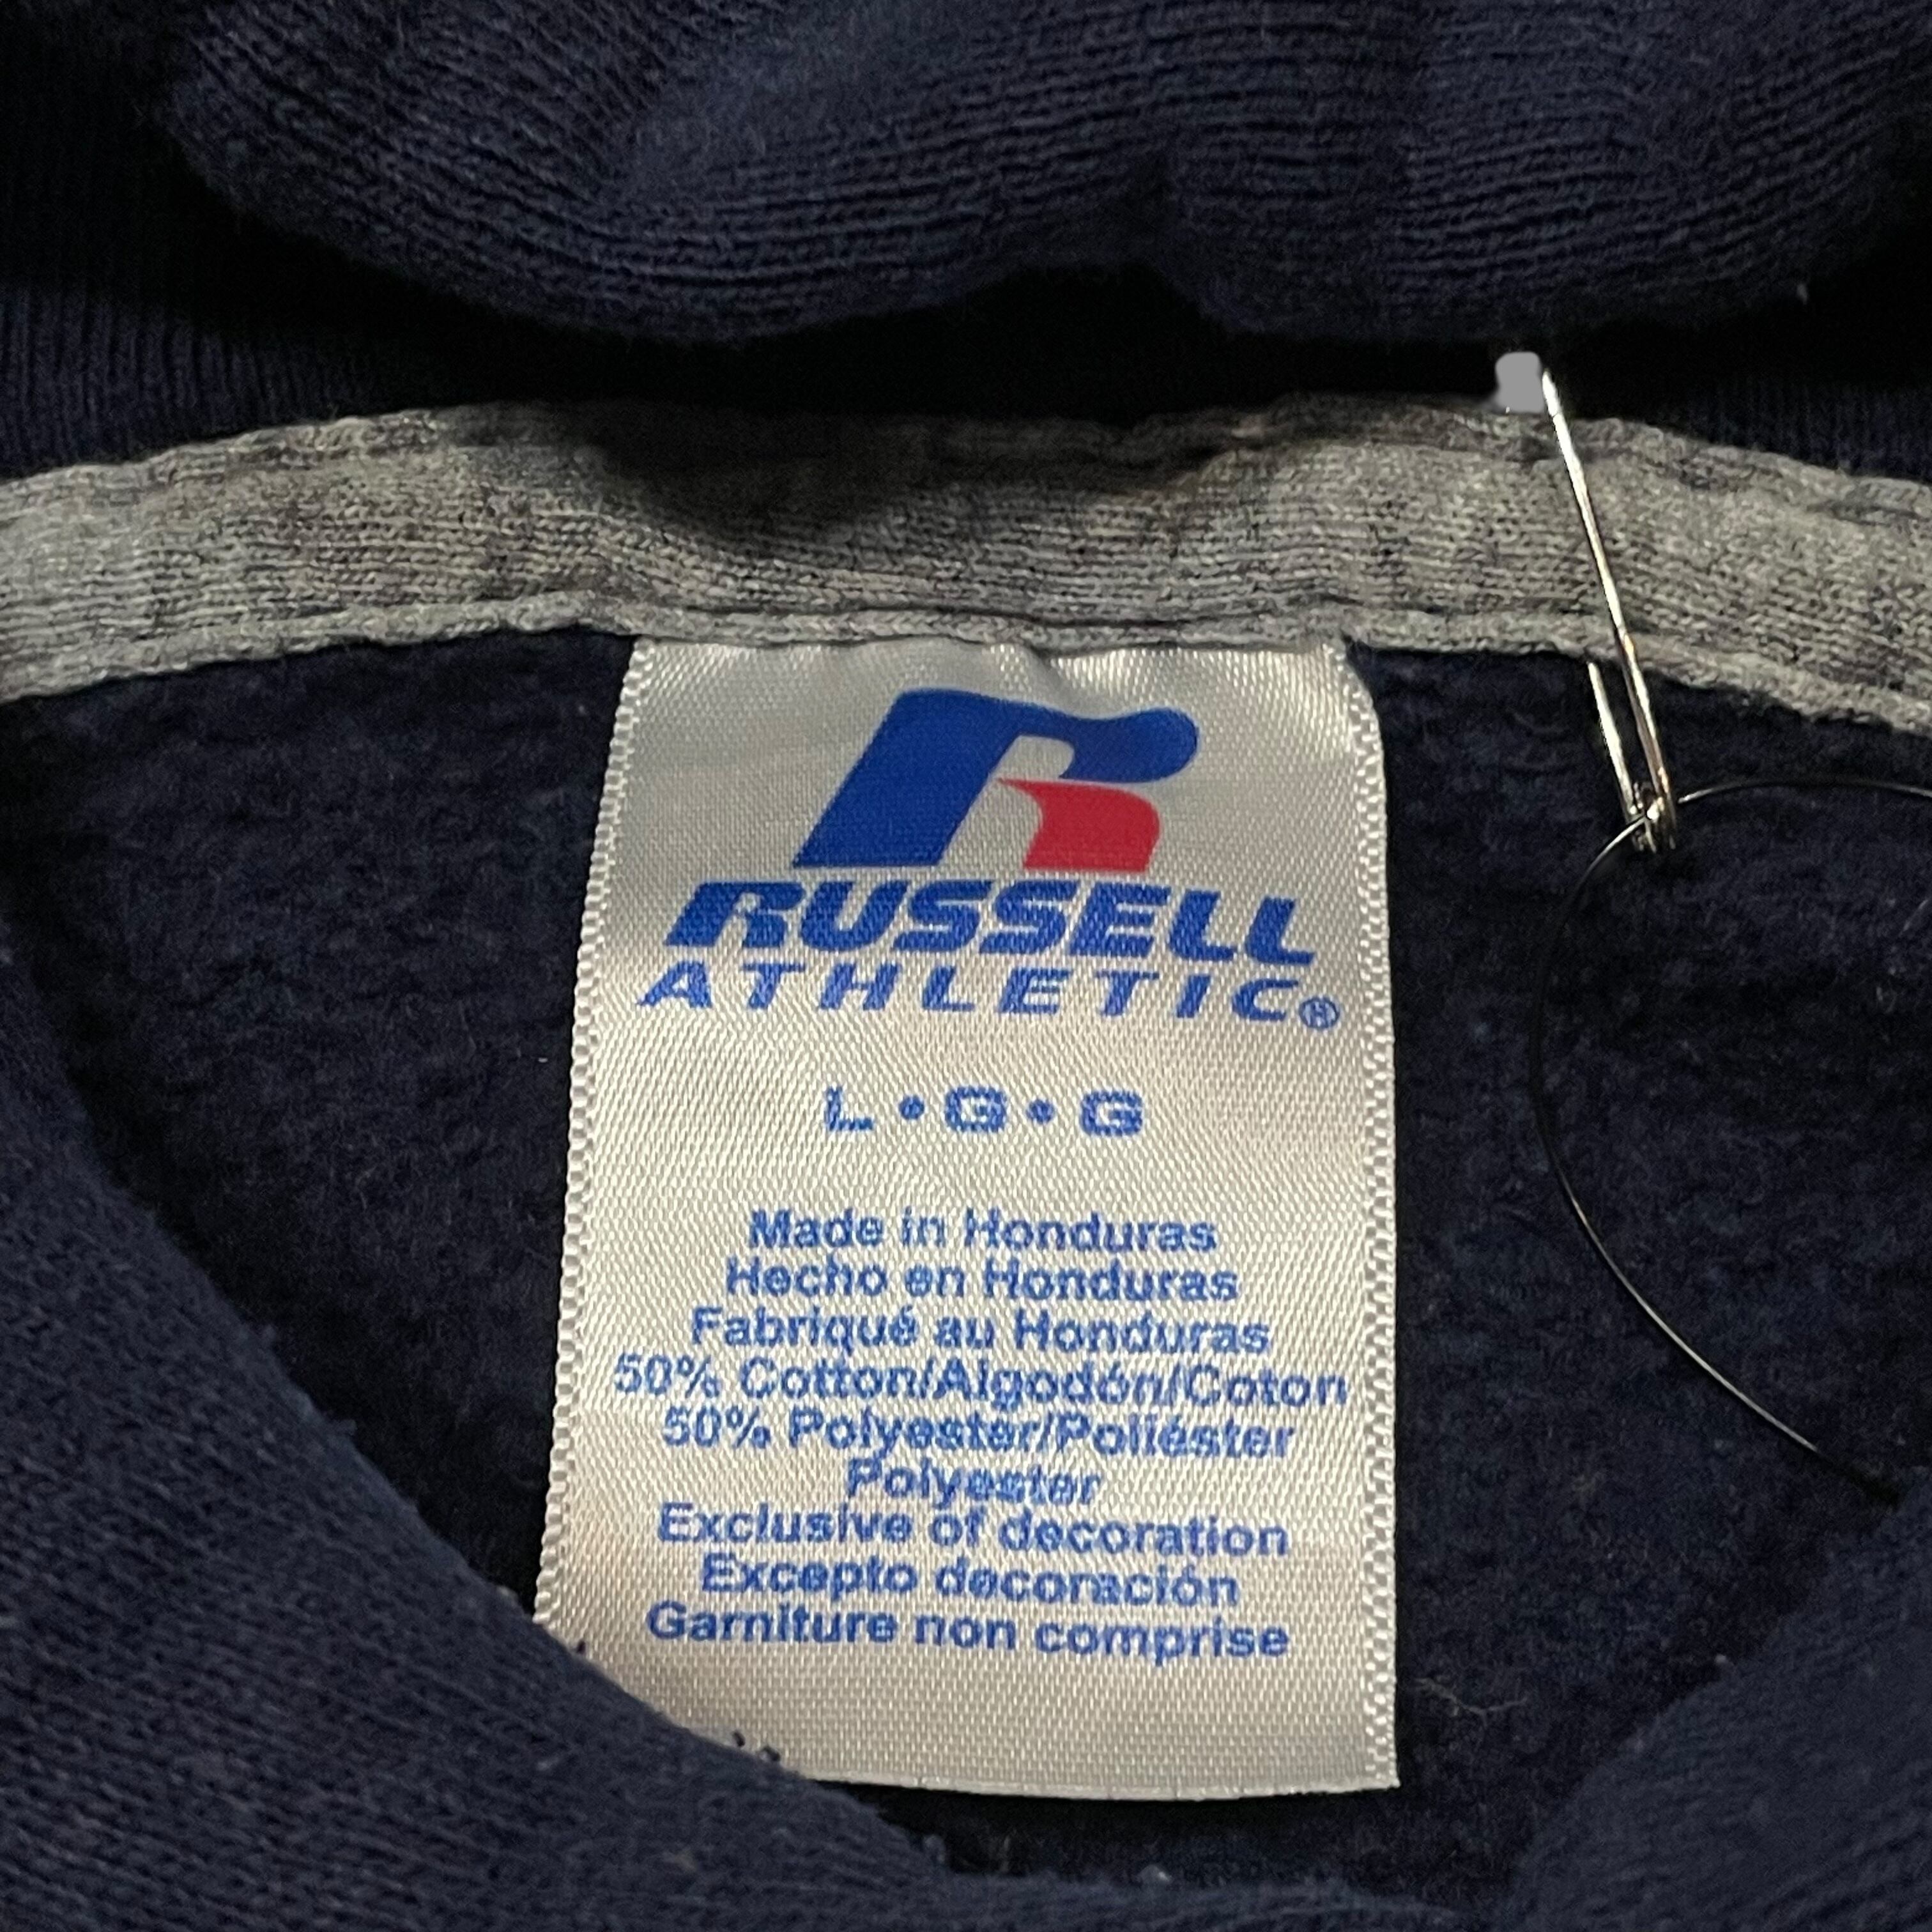 RUSSELL
ATHLETIC®
L•G•G
Made in Honduras
Hecho en Honduras
Fabriqué au Honduras
50% Cotton/Algodón/Coton
50% Polyester/Poliéster
Polyester
Exclusive of decoration
Excepto decoración
Garniture non comprise